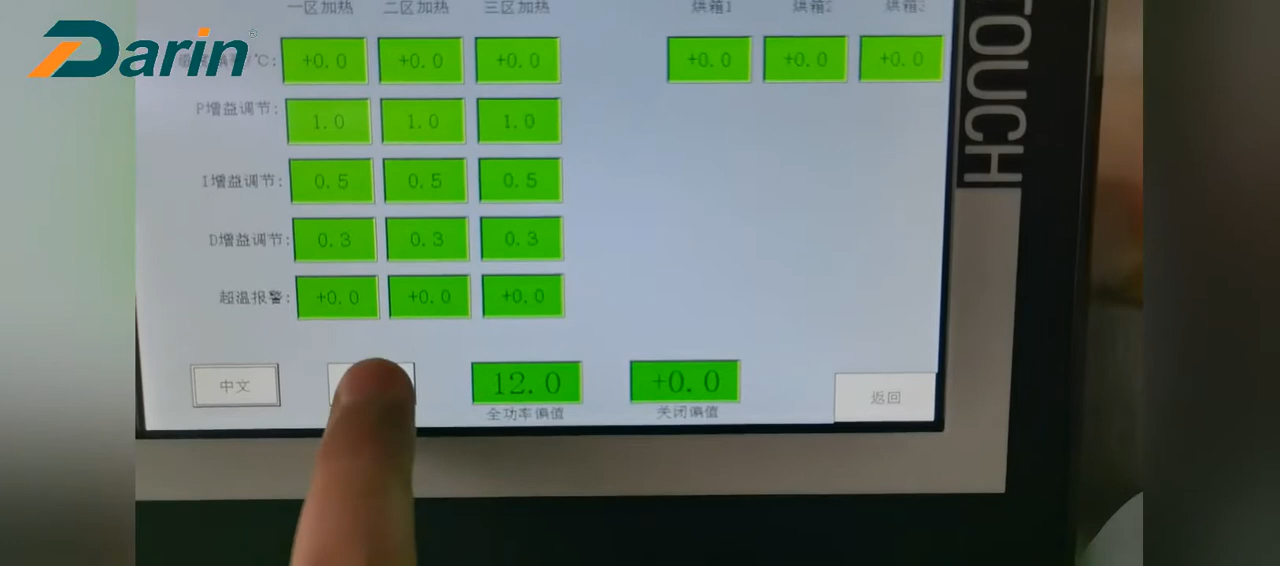 一区加热 二区加热 三区加热 烘箱1 烘箱2 烘箱3
Darin®
℃: +0.0 +0.0 +0.0 +0.0 +0.0 +0.0
P增益调节: 1.0 1.0 1.0
I增益调节: 0.5 0.5 0.5
D增益调节: 0.3 0.3 0.3
超温报警: +0.0 +0.0 +0.0
中文 12.0 +0.0 返回
全功率偏值 关闭偏值
TOUCH